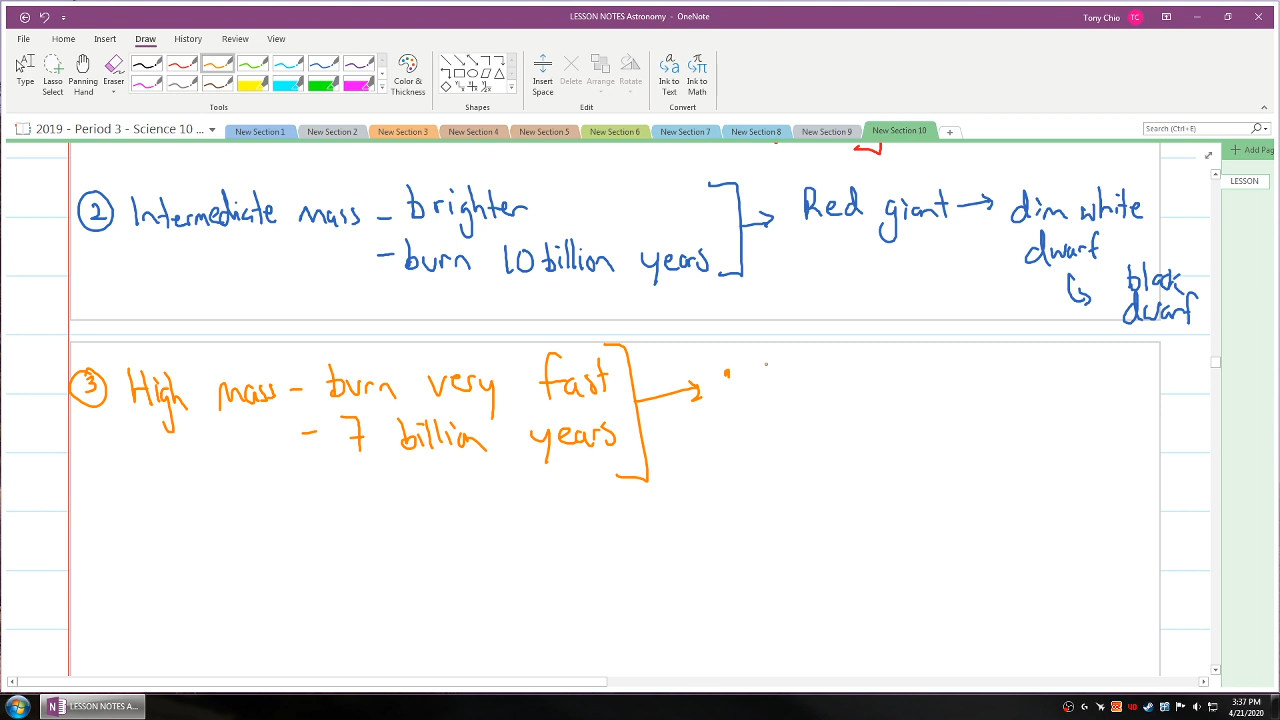 LESSON NOTES Astronomy - OneNote
Tony Chio TC
File Home Insert Draw History Review View
Type
Lasso Select
Panning Hand
Eraser
Color & Thickness
Insert Space
Delete
Arrange
Rotate
Ink to Text
Ink to Math
Tools
Shapes
Edit
Convert
2019 - Period 3 - Science 10 ...
New Section 1
New Section 2
New Section 3
New Section 4
New Section 5
New Section 6
New Section 7
New Section 8
New Section 9
New Section 10
Search (Ctrl+E)
Add Pag
LESSON
② Intermediate mass - brighter
- burn 10 billion years
Red giant → dim white
dwarf
↳ black
dwarf
③ High mass - burn very fast
- 7 billion years
LESSON NOTES A...
3:37 PM
4/21/2020